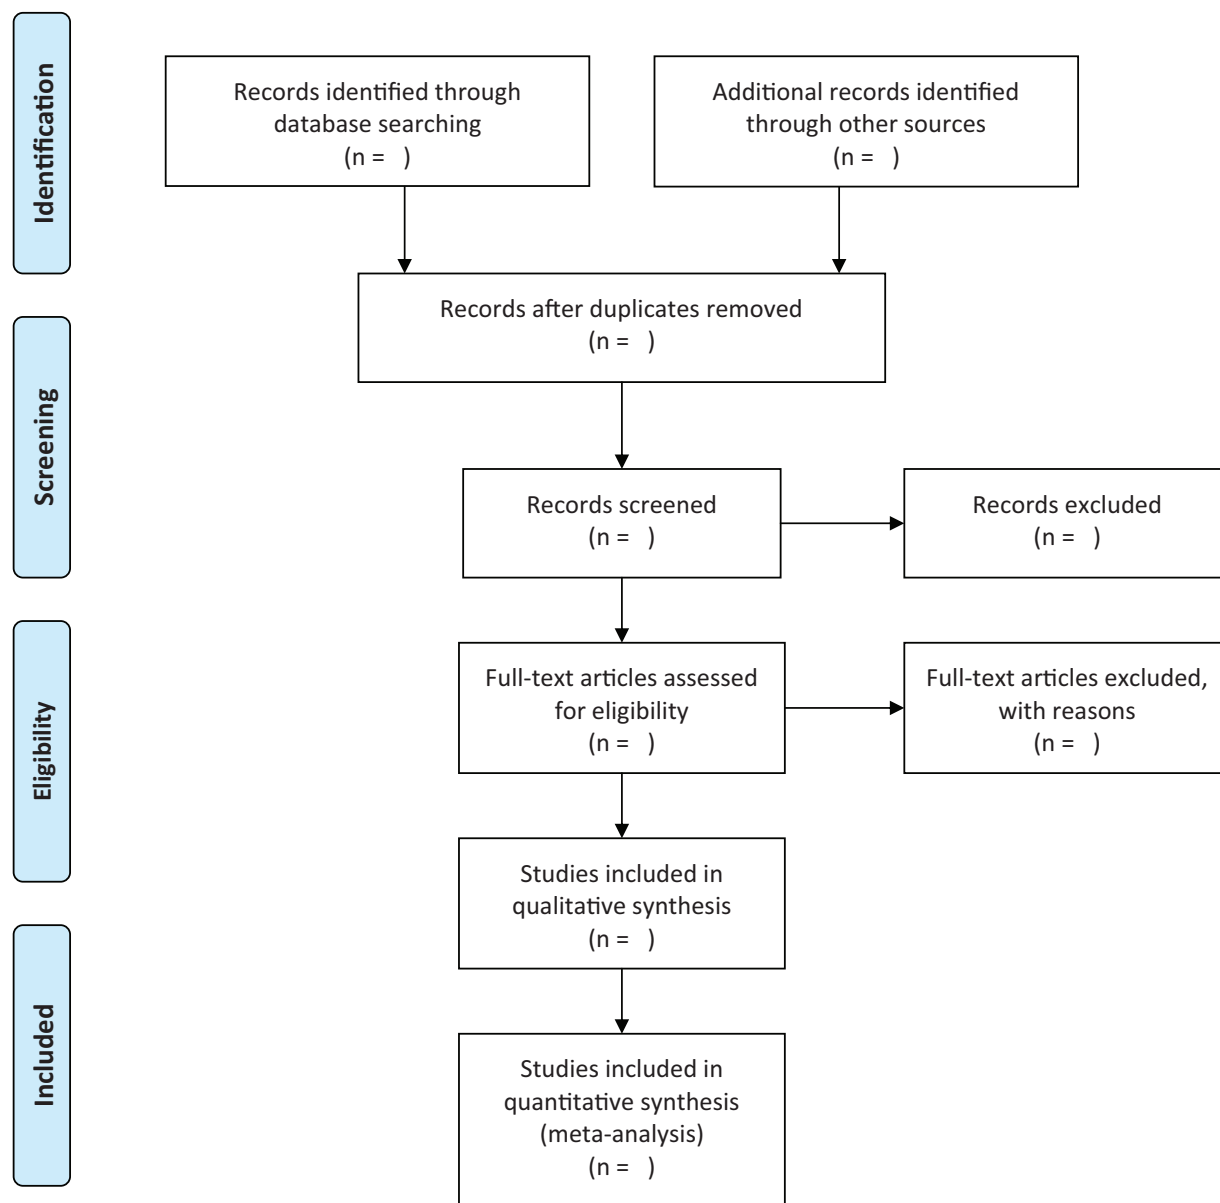 Identification
Records identified through
database searching
(n =   )
Additional records identified
through other sources
(n =   )
Records after duplicates removed
(n =   )
Screening
Records screened
(n =   )
Records excluded
(n =   )
Eligibility
Full-text articles assessed
for eligibility
(n =   )
Full-text articles excluded,
with reasons
(n =   )
Studies included in
qualitative synthesis
(n =   )
Included
Studies included in
quantitative synthesis
(meta-analysis)
(n =   )